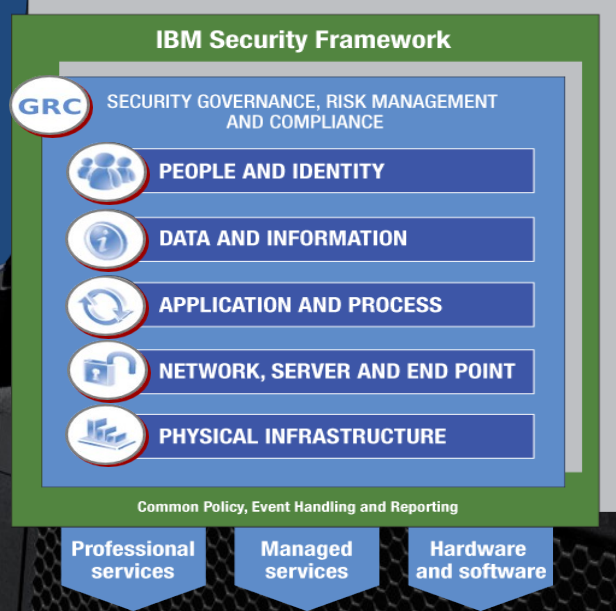 IBM Security Framework
GRC
SECURITY GOVERNANCE, RISK MANAGEMENT
AND COMPLIANCE
PEOPLE AND IDENTITY
DATA AND INFORMATION
APPLICATION AND PROCESS
NETWORK, SERVER AND END POINT
PHYSICAL INFRASTRUCTURE
Common Policy, Event Handling and Reporting
Professional
services
Managed
services
Hardware
and software